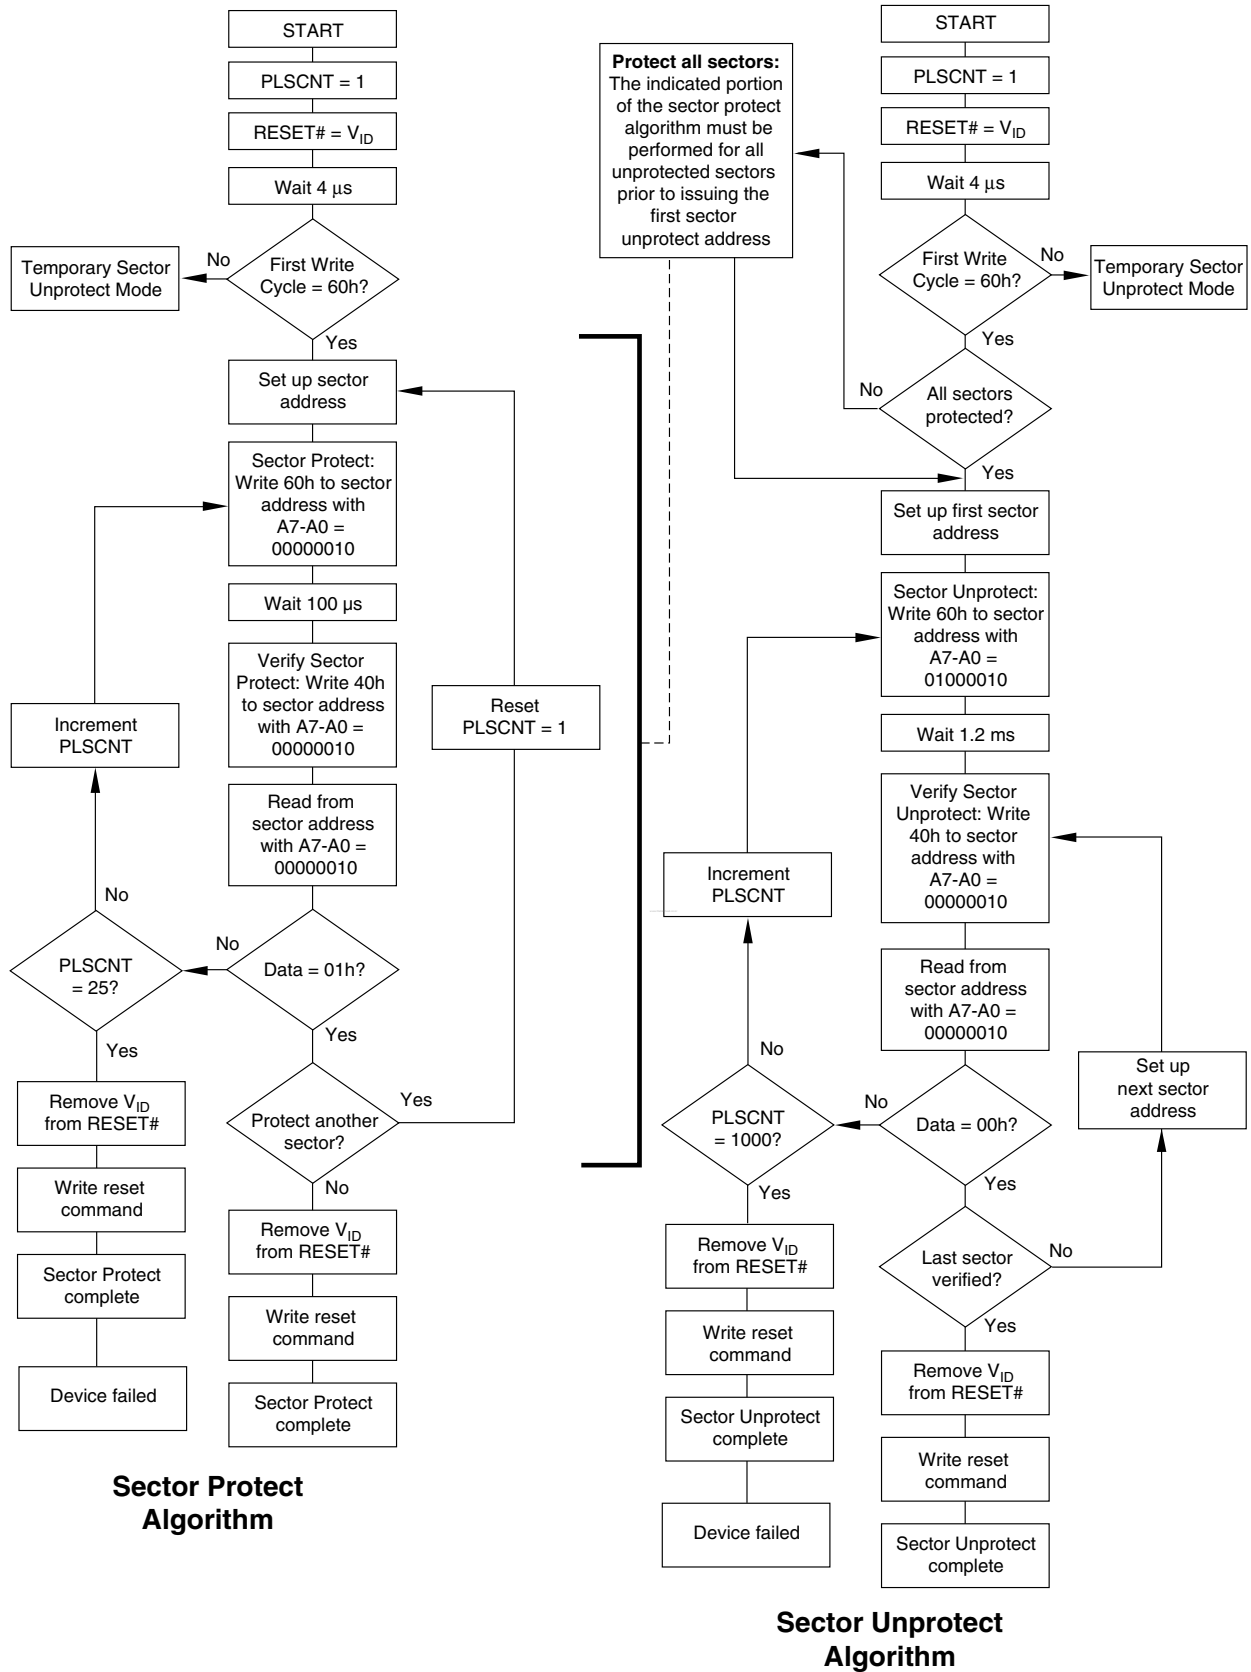 START
PLSCNT = 1
RESET# = VID
Wait 4 μs
First Write
Cycle = 60h?
No
Temporary Sector
Unprotect Mode
Yes
Set up sector
address
Sector Protect:
Write 60h to sector
address with
A7-A0 =
00000010
Wait 100 µs
Verify Sector
Protect: Write 40h
to sector address
with A7-A0 =
00000010
Read from
sector address
with A7-A0 =
00000010
Data = 01h?
No
PLSCNT
= 25?
No
Increment
PLSCNT
Yes
Remove VID
from RESET#
Write reset
command
Sector Protect
complete
Device failed
Yes
Protect another
sector?
Yes
Reset
PLSCNT = 1
No
Remove VID
from RESET#
Write reset
command
Sector Protect
complete
Sector Protect
Algorithm
Protect all sectors:
The indicated portion
of the sector protect
algorithm must be
performed for all
unprotected sectors
prior to issuing the
first sector
unprotect address
START
PLSCNT = 1
RESET# = VID
Wait 4 μs
First Write
Cycle = 60h?
No
Temporary Sector
Unprotect Mode
Yes
All sectors
protected?
No
Yes
Set up first sector
address
Sector Unprotect:
Write 60h to sector
address with
A7-A0 =
01000010
Wait 1.2 ms
Verify Sector
Unprotect: Write
40h to sector
address with
A7-A0 =
00000010
Read from
sector address
with A7-A0 =
00000010
Data = 00h?
No
PLSCNT
= 1000?
No
Increment
PLSCNT
Yes
Remove VID
from RESET#
Write reset
command
Sector Unprotect
complete
Device failed
Yes
Last sector
verified?
No
Set up
next sector
address
Yes
Remove VID
from RESET#
Write reset
command
Sector Unprotect
complete
Sector Unprotect
Algorithm